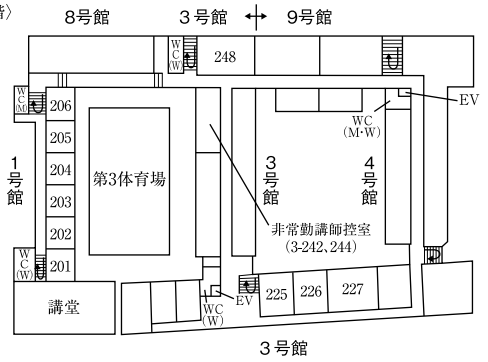 階〉
8号館
3号館
9号館
WC
(W)
248
WC
(M)
206
EV
WC
(M・W)
205
204
第3体育場
203
202
201
1号館
3号館
4号館
非常勤講師控室
(3-242、244)
WC
(W)
講堂
WC
(W)
EV
225
226
227
3号館